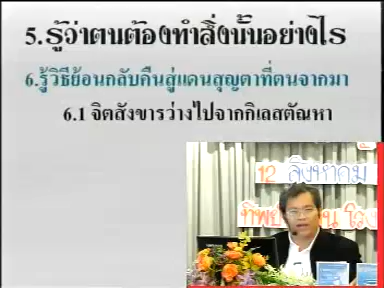 5.รู้ว่าตนต้องทำสิ่งนั้นอย่างไร
6.รู้วิธีย้อนกลับคืนสู่แดนสุญตาที่ตนจากมา
6.1 จิตสังขารว่างไปจากกิเลสตัณหา
12 สิงหาคม